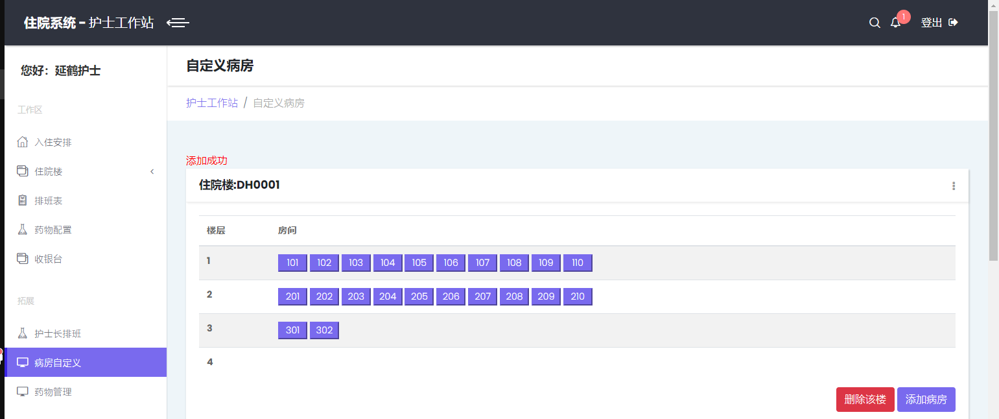 住院系统 - 护士工作站
1
登出
您好：延鹤护士
工作区
入住安排
住院楼
排班表
药物配置
收银台
拓展
护士长排班
病房自定义
药物管理
自定义病房
护士工作站 / 自定义病房
添加成功
住院楼:DH0001
楼层 房间
1 101 102 103 104 105 106 107 108 109 110
2 201 202 203 204 205 206 207 208 209 210
3 301 302
4
删除该楼 添加病房